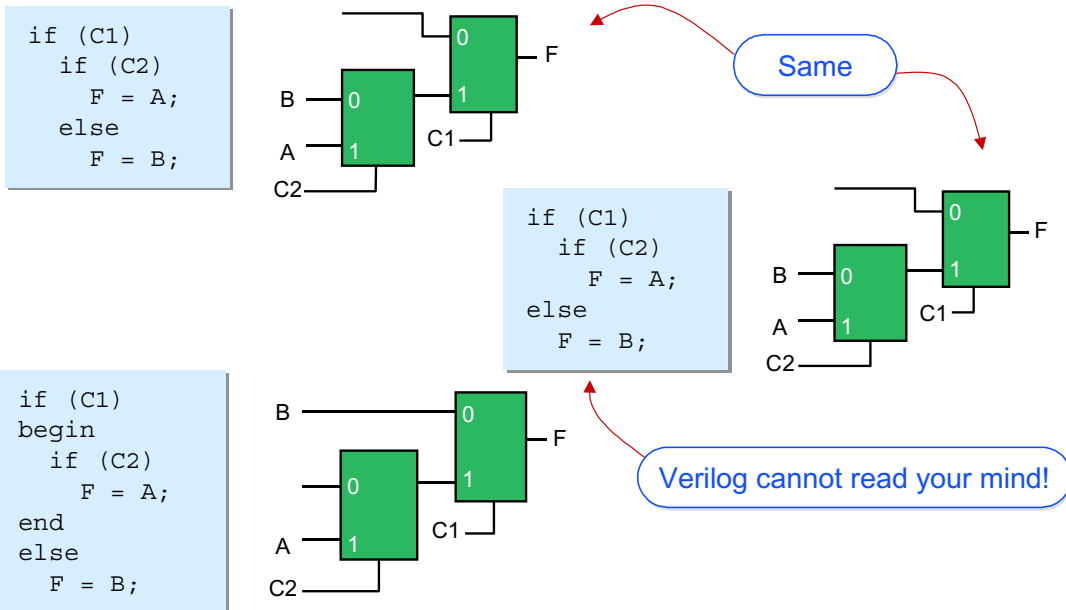 if (C1)
  if (C2)
    F = A;
  else
    F = B;
0
1
F
B
A
0
1
C1
C2
Same
if (C1)
  if (C2)
    F = A;
else
  F = B;
0
1
F
B
A
0
1
C1
C2
if (C1)
begin
  if (C2)
    F = A;
end
else
  F = B;
B
0
1
F
0
1
A
C1
C2
Verilog cannot read your mind!